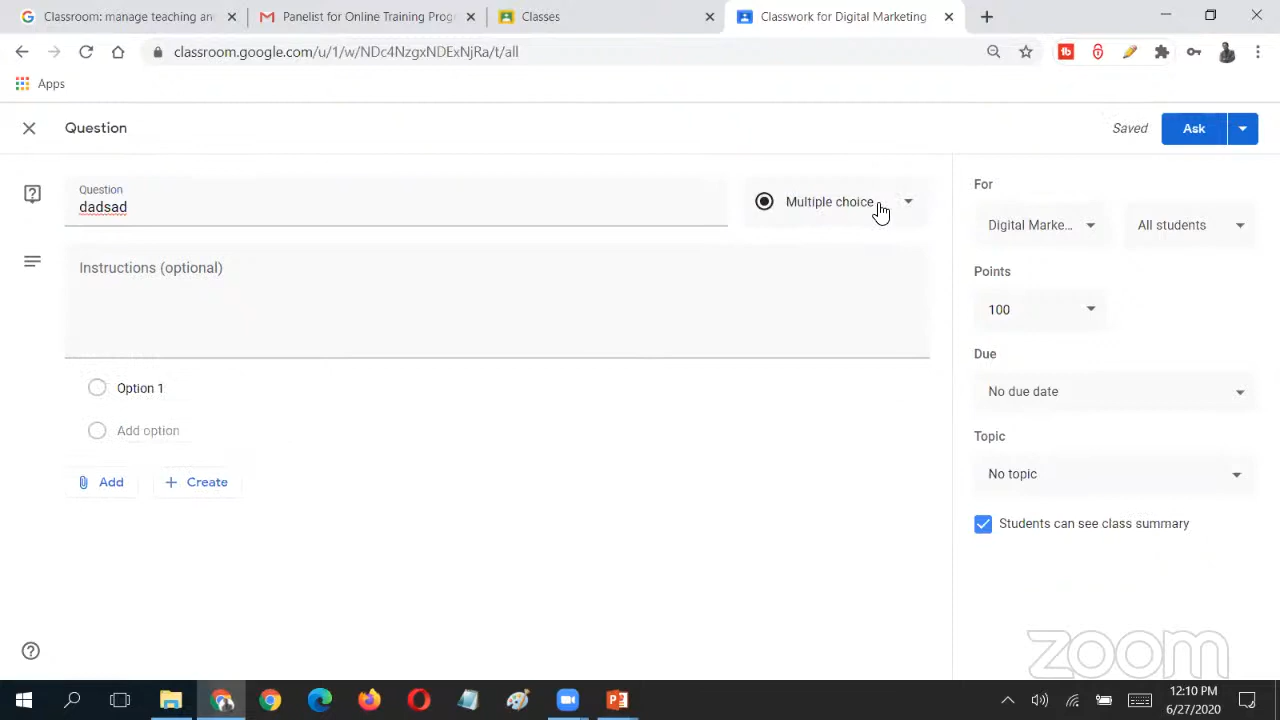 Classroom: manage teaching an
Panelist for Online Training Prog
Classes
Classwork for Digital Marketing
classroom.google.com/u/1/w/NDc4NzgxNDExNjRa/t/all
Apps
Question
Saved
Ask
Question
dadsad
Multiple choice
For
Digital Marke...
All students
Instructions (optional)
Points
100
Due
Option 1
No due date
Add option
Topic
No topic
Add
Create
Students can see class summary
zoom
12:10 PM
6/27/2020